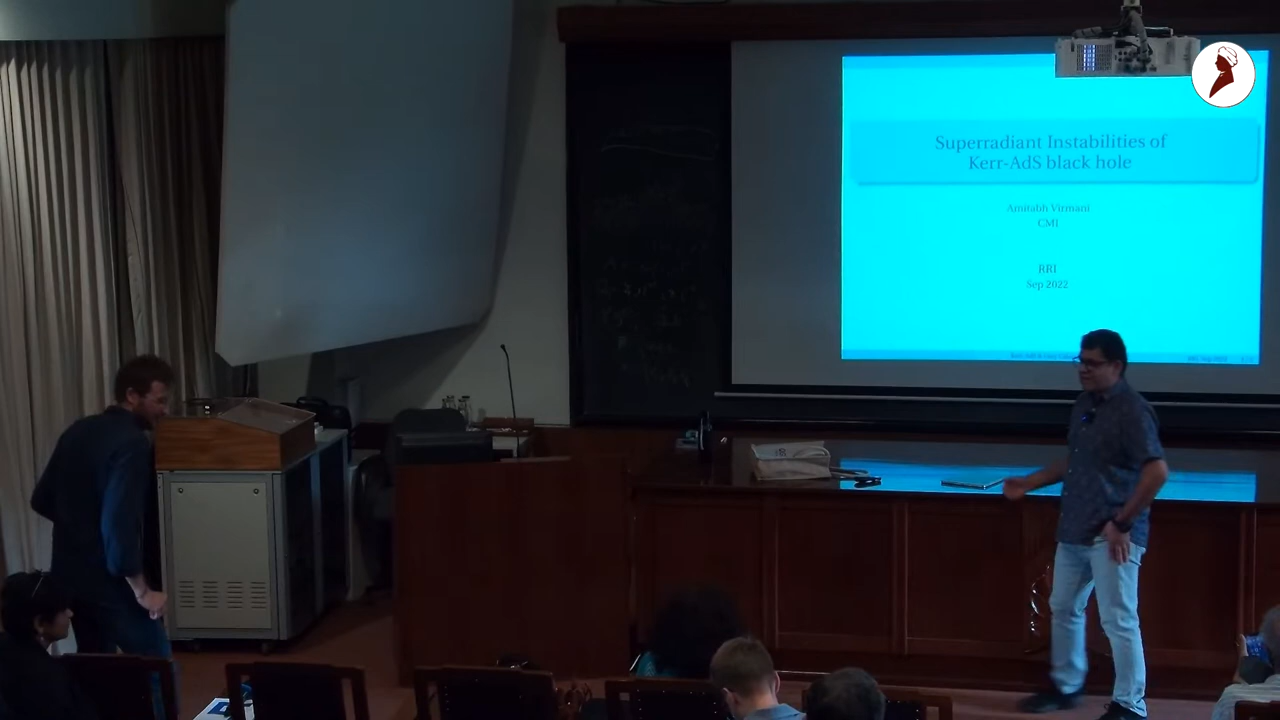 Superradiant Instabilities of
Kerr-AdS black hole
Amitabh Virmani
CMI
RRI
Sep 2022